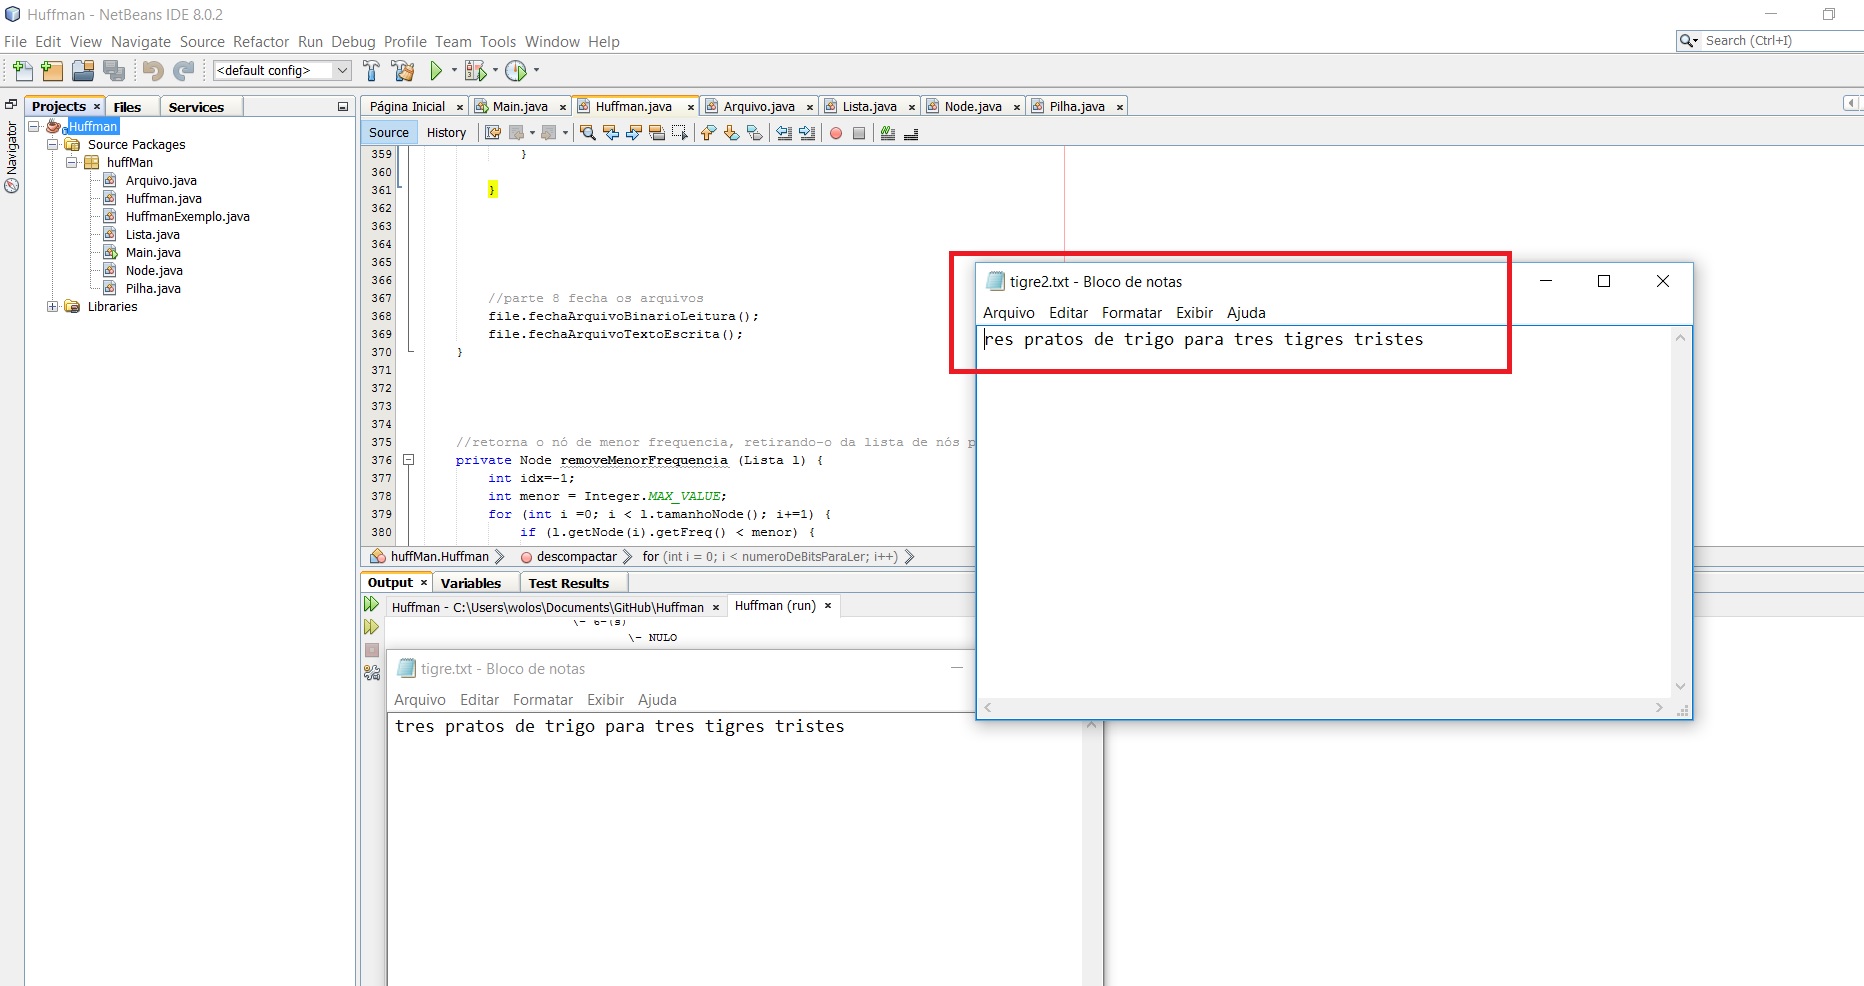 Huffman - NetBeans IDE 8.0.2
File Edit View Navigate Source Refactor Run Debug Profile Team Tools Window Help
Search (Ctrl+I)
<default config>
Projects × Files Services
Navigator
Huffman
Source Packages
huffMan
Arquivo.java
Huffman.java
HuffmanExemplo.java
Lista.java
Main.java
Node.java
Pilha.java
Libraries
Página Inicial × Main.java × Huffman.java × Arquivo.java × Lista.java × Node.java × Pilha.java ×
Source History
359 }
360
361 }
362
363
364
365
366
367 //parte 8 fecha os arquivos
368 file.fechaArquivoBinarioLeitura();
369 file.fechaArquivoTextoEscrita();
370 }
371
372
373
374
375 //retorna o nó de menor frequencia, retirando-o da lista de nós p
376 private Node removeMenorFrequencia (Lista l) {
377 int idx=-1;
378 int menor = Integer.MAX_VALUE;
379 for (int i =0; i < l.tamanhoNode(); i+=1) {
380 if (l.getNode(i).getFreq() < menor) {
huffMan.Huffman descompactar for (int i = 0; i < numeroDeBitsParaLer; i++)
Output × Variables Test Results
Huffman - C:\Users\wolos\Documents\GitHub\Huffman × Huffman (run) ×
\- 6-(s)
\- NULO
tigre.txt - Bloco de notas
Arquivo Editar Formatar Exibir Ajuda
tres pratos de trigo para tres tigres tristes
tigre2.txt - Bloco de notas
Arquivo Editar Formatar Exibir Ajuda
res pratos de trigo para tres tigres tristes